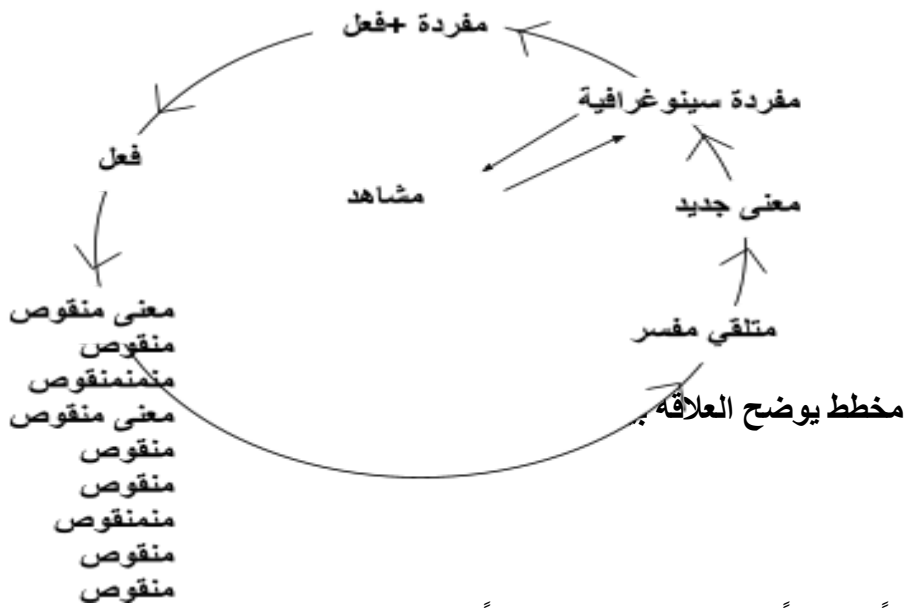 مفردة +فعل
مفردة سينوغرافية
فعل
مشاهد
معنى جديد
معنى منقوص
متلقي مفسر
منقوص
منمنمنقوص
مخطط يوضح العلاقة
معنى منقوص
منقوص
منقوص
منمنقوص
منقوص
منقوص